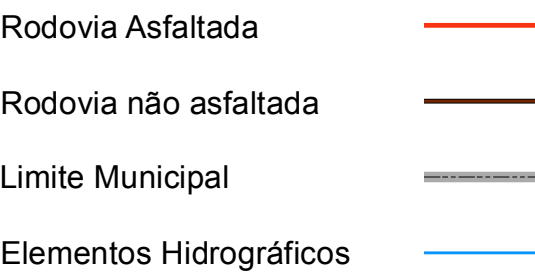 Rodovia Asfaltada
Rodovia não asfaltada
Limite Municipal
Elementos Hidrográficos